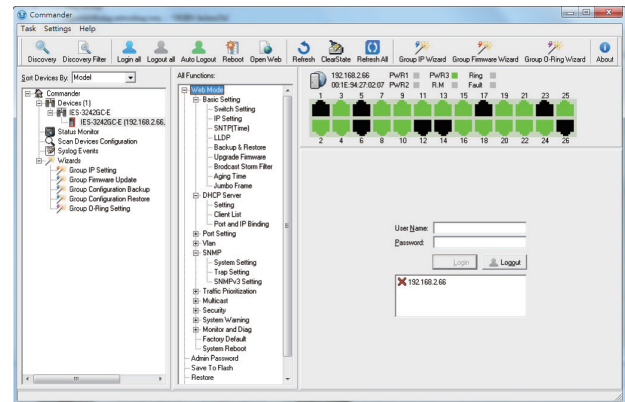 Commander
Task Settings Help
Discovery Discovery Filter Login all Logout all Auto Logout Reboot Open Web Refresh ClearState Refresh All Group IP Wizard Group Firmware Wizard Group O-Ring Wizard About
Sort Devices By: Model
Commander
Devices (1)
IES-3242GC-E
IES-3242GC-E (192.168.2.66,
Status Monitor
Scan Devices Configuration
Syslog Events
Wizards
Group IP Setting
Group Firmware Update
Group Configuration Backup
Group Configuration Restore
Group O-Ring Setting
All Functions:
Web Mode
Basic Setting
Switch Setting
IP Setting
SNTP(Time)
LLDP
Backup & Restore
Upgrade Firmware
Brodcast Storm Filter
Aging Time
Jumbo Frame
DHCP Server
Setting
Client List
Port and IP Binding
Port Setting
Vlan
SNMP
System Setting
Trap Setting
SNMPv3 Setting
Traffic Prioritization
Multicast
Security
System Warning
Monitor and Diag
Factory Default
System Reboot
Admin Password
Save To Flash
Restore
192.168.2.66 PWR1 PWR3 Ring
00:1E:94:27:02:07 PWR2 R.M Fault
1 3 5 7 9 11 13 15 17 19 21 23 25
2 4 6 8 10 12 14 16 18 20 22 24 26
User Name:
Password:
Login Logout
192.168.2.66